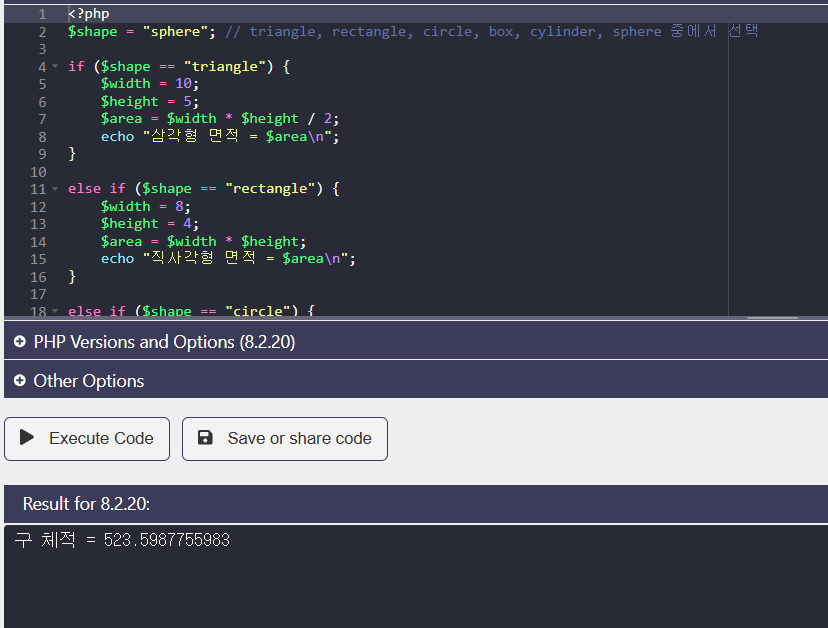 1 <?php
2 $shape = "sphere"; // triangle, rectangle, circle, box, cylinder, sphere 중에서 선택
3
4 if ($shape == "triangle") {
5 $width = 10;
6 $height = 5;
7 $area = $width * $height / 2;
8 echo "삼각형 면적 = $area\n";
9 }
10
11 else if ($shape == "rectangle") {
12 $width = 8;
13 $height = 4;
14 $area = $width * $height;
15 echo "직사각형 면적 = $area\n";
16 }
17
18 else if ($shape == "circle") {
PHP Versions and Options (8.2.20)
Other Options
Execute Code Save or share code
Result for 8.2.20:
구 체적 = 523.5987755983